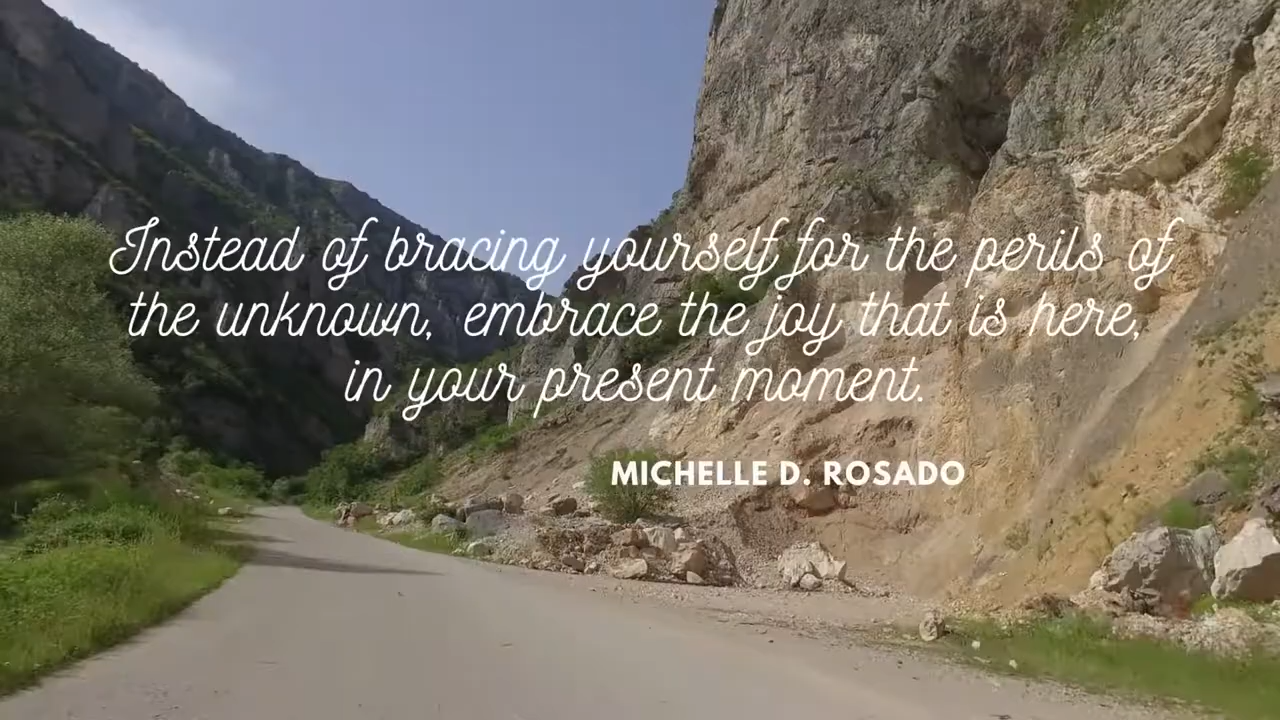 Instead of bracing yourself for the perils of
the unknown, embrace the joy that is here,
in your present moment.
MICHELLE D. ROSADO